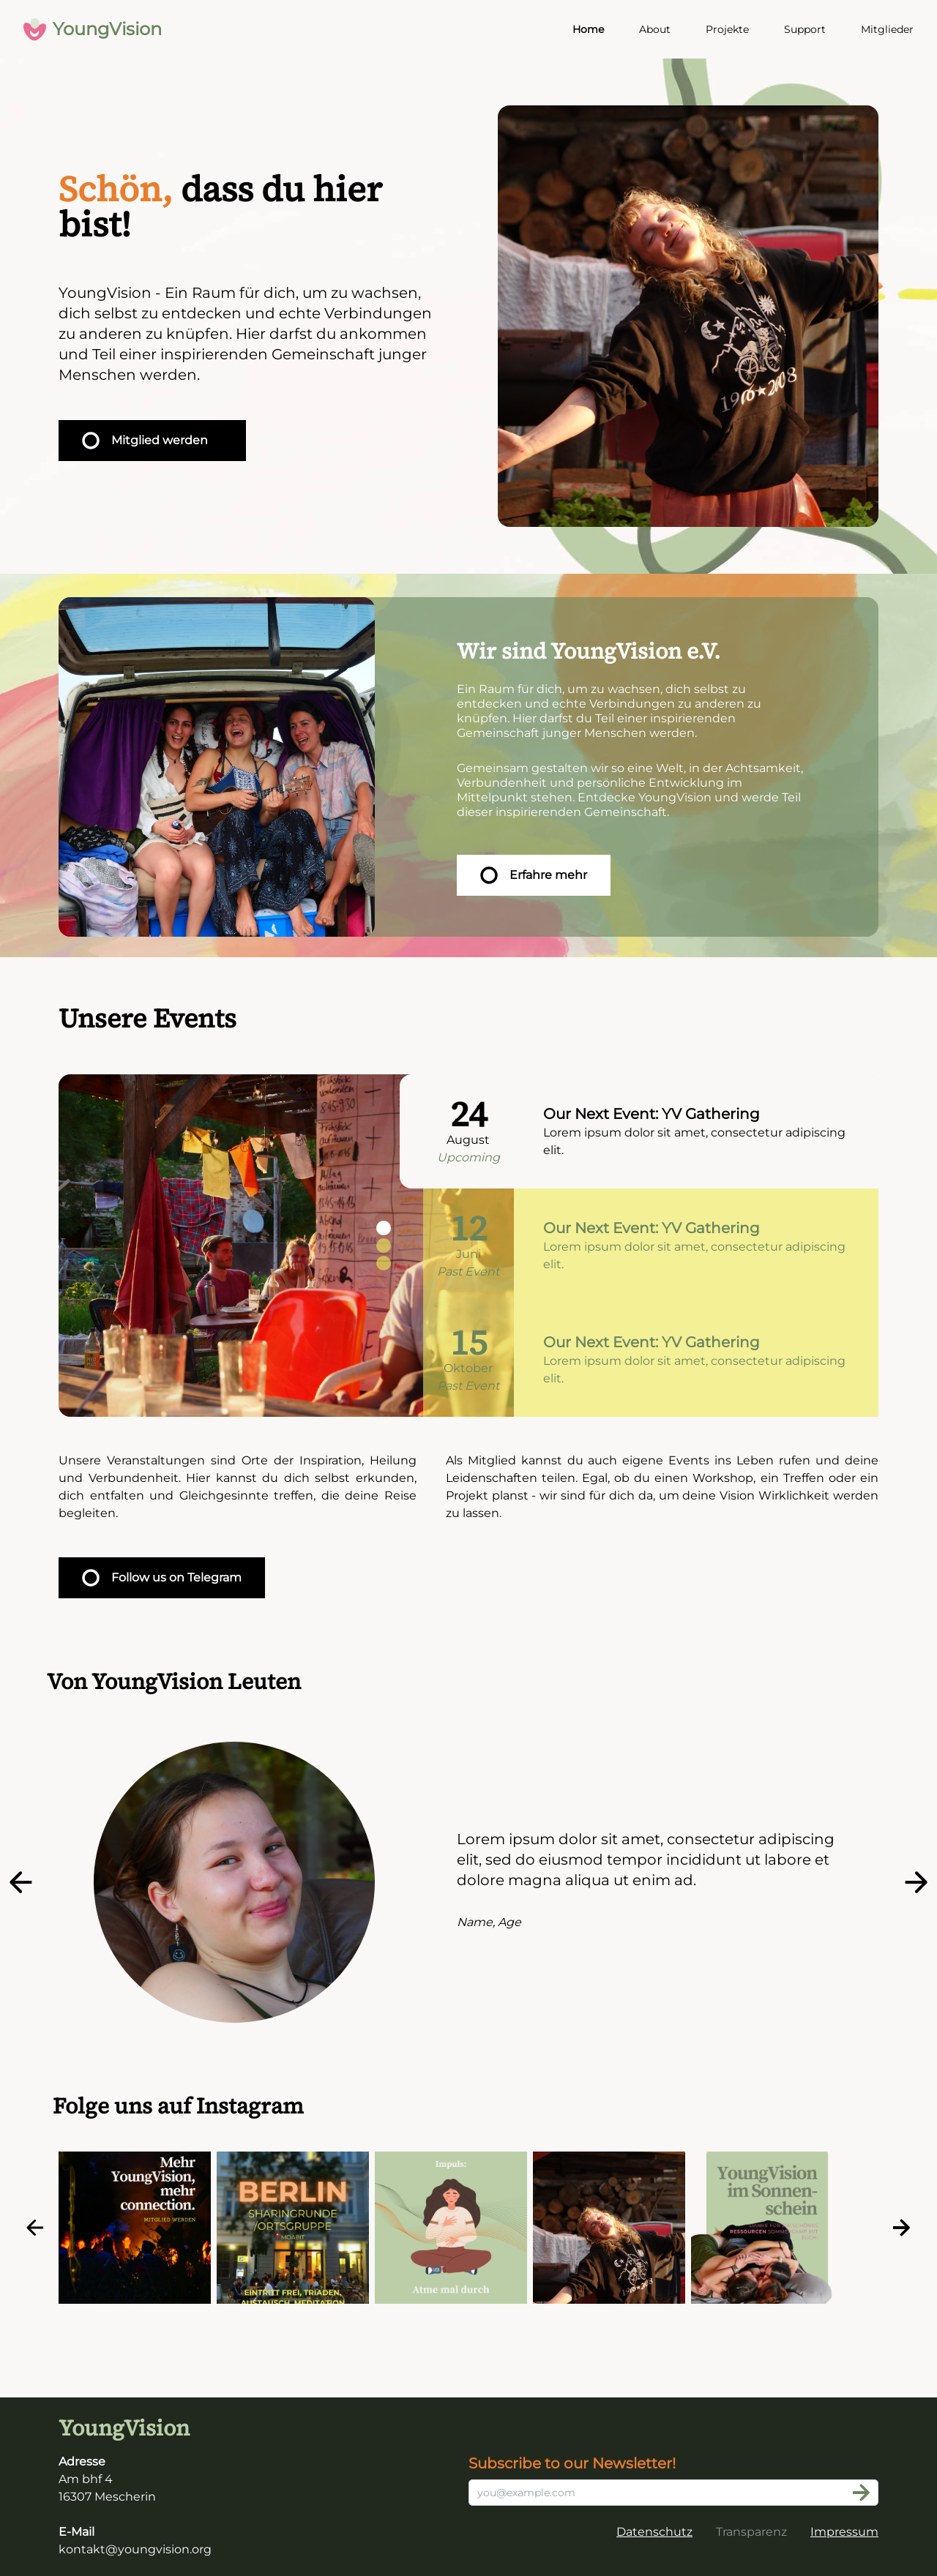 YoungVision
Home About Projekte Support Mitglieder
Schön, dass du hier
bist!
YoungVision - Ein Raum für dich, um zu wachsen,
dich selbst zu entdecken und echte Verbindungen
zu anderen zu knüpfen. Hier darfst du ankommen
und Teil einer inspirierenden Gemeinschaft junger
Menschen werden.
Mitglied werden
Wir sind YoungVision e.V.
Ein Raum für dich, um zu wachsen, dich selbst zu
entdecken und echte Verbindungen zu anderen zu
knüpfen. Hier darfst du Teil einer inspirierenden
Gemeinschaft junger Menschen werden.
Gemeinsam gestalten wir so eine Welt, in der Achtsamkeit,
Verbundenheit und persönliche Entwicklung im
Mittelpunkt stehen. Entdecke YoungVision und werde Teil
dieser inspirierenden Gemeinschaft.
Erfahre mehr
Unsere Events
24
August
Upcoming
Our Next Event: YV Gathering
Lorem ipsum dolor sit amet, consectetur adipiscing
elit.
12
Juni
Past Event
Our Next Event: YV Gathering
Lorem ipsum dolor sit amet, consectetur adipiscing
elit.
15
Oktober
Past Event
Our Next Event: YV Gathering
Lorem ipsum dolor sit amet, consectetur adipiscing
elit.
Unsere Veranstaltungen sind Orte der Inspiration, Heilung
und Verbundenheit. Hier kannst du dich selbst erkunden,
dich entfalten und Gleichgesinnte treffen, die deine Reise
begleiten.
Als Mitglied kannst du auch eigene Events ins Leben rufen und deine
Leidenschaften teilen. Egal, ob du einen Workshop, ein Treffen oder ein
Projekt planst - wir sind für dich da, um deine Vision Wirklichkeit werden
zu lassen.
Follow us on Telegram
Von YoungVision Leuten
Lorem ipsum dolor sit amet, consectetur adipiscing
elit, sed do eiusmod tempor incididunt ut labore et
dolore magna aliqua ut enim ad.
Name, Age
Folge uns auf Instagram
Mehr
YoungVision,
mehr
connection.
MITGLIED WERDEN
BERLIN
SHARINGRUNDE
/ORTSGRUPPE
MOABIT
EINTRITT FREI, TRIADEN,
AUSTAUSCH, MEDITATION
Impuls:
Atme mal durch
YoungVision
im Sonnen-
schein
RESSOURCEN
YoungVision
Adresse
Am bhf 4
16307 Mescherin
E-Mail
kontakt@youngvision.org
Subscribe to our Newsletter!
you@example.com
Datenschutz Transparenz Impressum